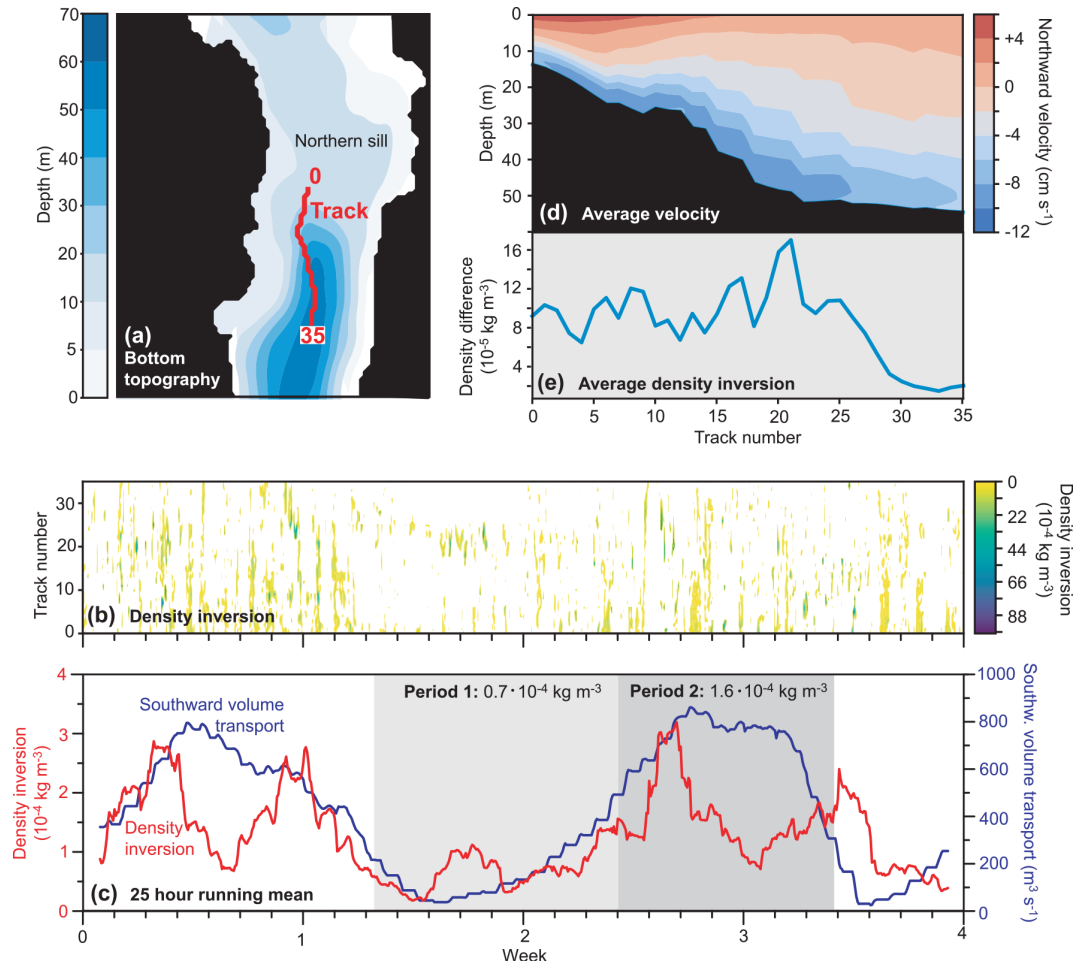 70
60
50
40
30
20
10
5
0
Depth (m)
Northern sill
0
Track
35
(a)
Bottom
topography
0
10
20
30
40
50
Depth (m)
(d) Average velocity
+4
0
-4
-8
-12
Northward velocity (cm s⁻¹)
16
12
8
4
Density difference
(10⁻⁵ kg m⁻³)
(e) Average density inversion
0 5 10 15 20 25 30 35
Track number
30
20
10
0
Track number
(b) Density inversion
0
22
44
66
88
Density inversion
(10⁻⁴ kg m⁻³)
4
3
2
1
0
Density inversion
(10⁻⁴ kg m⁻³)
Southward volume
transport
Density
inversion
Period 1: 0.7·10⁻⁴ kg m⁻³
Period 2: 1.6·10⁻⁴ kg m⁻³
(c) 25 hour running mean
1000
800
600
400
200
0
Southw. volume transport (m³ s⁻¹)
0 1 2 3 4
Week